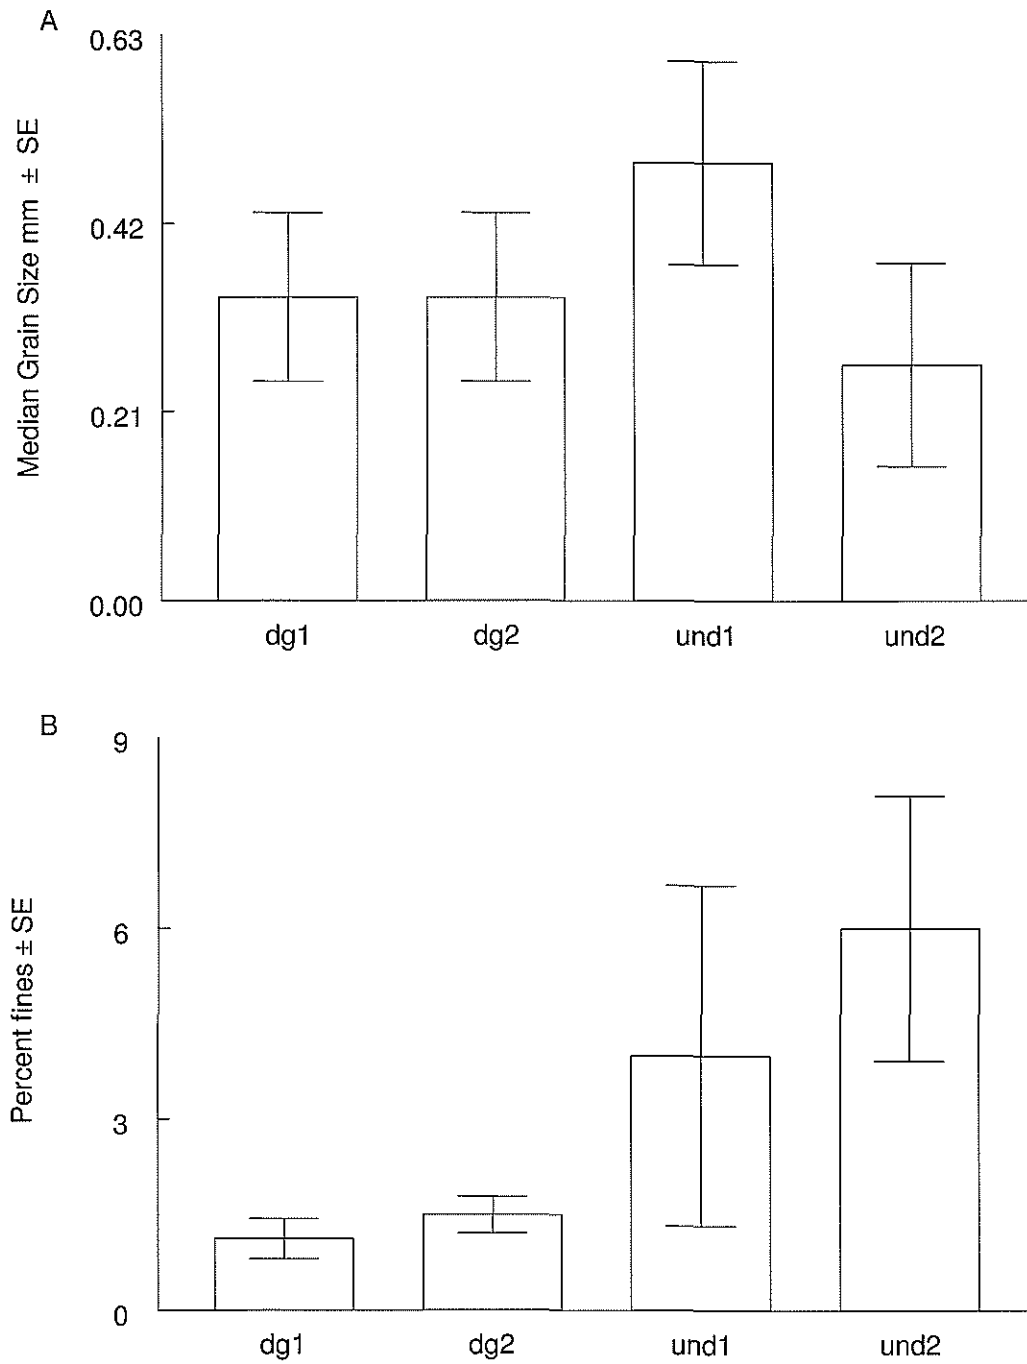 A
0.63
0.42
0.21
0.00
Median Grain Size mm ± SE
dg1 dg2 und1 und2
B
9
6
3
0
Percent fines ± SE
dg1 dg2 und1 und2